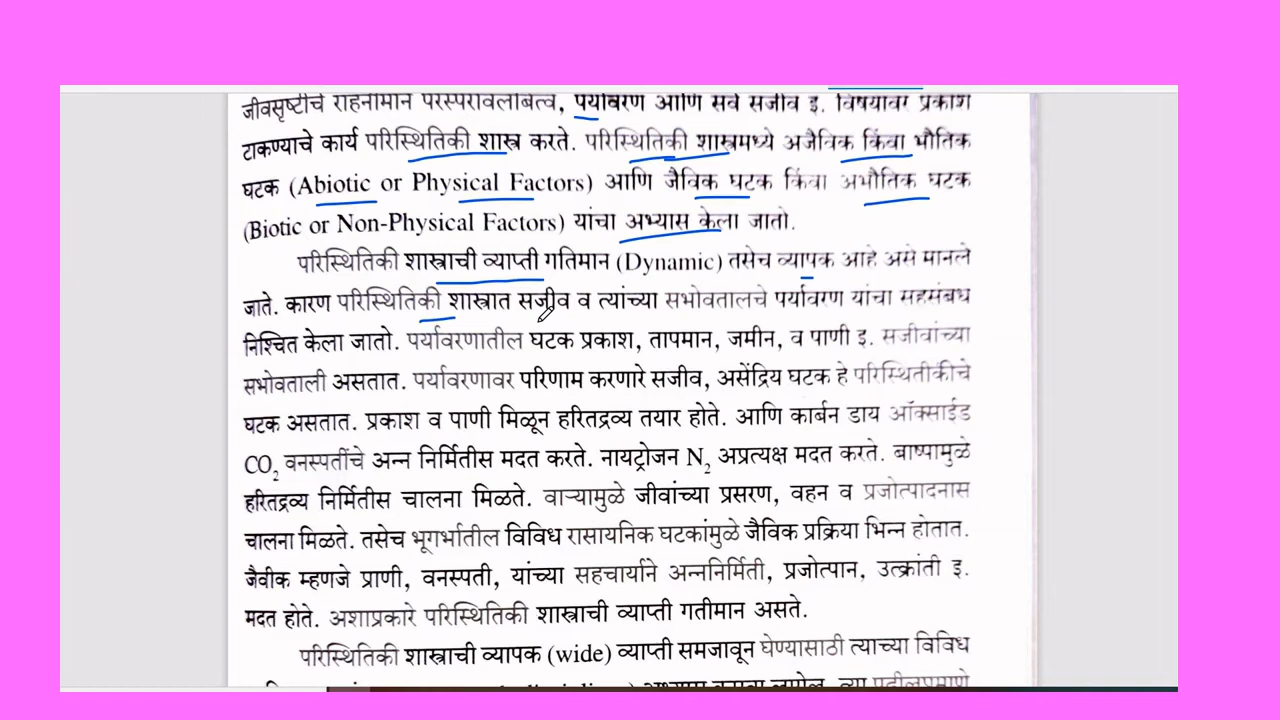 जीवसृष्टीचे राहनीमान परस्परावलंबित्व, पर्यावरण आणि सर्व सजीव इ. विषयावर प्रकाश
टाकण्याचे कार्य परिस्थितिकी शास्त्र करते. परिस्थितिकी शास्त्रमध्ये अजैविक किंवा भौतिक
घटक (Abiotic or Physical Factors) आणि जैविक घटक किंवा अभौतिक घटक
(Biotic or Non-Physical Factors) यांचा अभ्यास केला जातो.
परिस्थितिकी शास्त्राची व्याप्ती गतिमान (Dynamic) तसेच व्यापक आहे असे मानले
जाते. कारण परिस्थितिकी शास्त्रात सजीव व त्यांच्या सभोवतालचे पर्यावरण यांचा सहसंबध
निश्चित केला जातो. पर्यावरणातील घटक प्रकाश, तापमान, जमीन, व पाणी इ. सजीवांच्या
सभोवताली असतात. पर्यावरणावर परिणाम करणारे सजीव, असेंद्रिय घटक हे परिस्थितीकीचे
घटक असतात. प्रकाश व पाणी मिळून हरितद्रव्य तयार होते. आणि कार्बन डाय ऑक्साईड
CO₂ वनस्पतींचे अन्न निर्मितीस मदत करते. नायट्रोजन N₂ अप्रत्यक्ष मदत करते. बाष्पामुळे
हरितद्रव्य निर्मितीस चालना मिळते. वाऱ्यामुळे जीवांच्या प्रसरण, वहन व प्रजोत्पादनास
चालना मिळते. तसेच भूगर्भातील विविध रासायनिक घटकांमुळे जैविक प्रक्रिया भिन्न होतात.
जैवीक म्हणजे प्राणी, वनस्पती, यांच्या सहचार्याने अन्ननिर्मिती, प्रजोत्पान, उत्क्रांती इ.
मदत होते. अशाप्रकारे परिस्थितिकी शास्त्राची व्याप्ती गतीमान असते.
परिस्थितिकी शास्त्राची व्यापक (wide) व्याप्ती समजावून घेण्यासाठी त्याच्या विविध